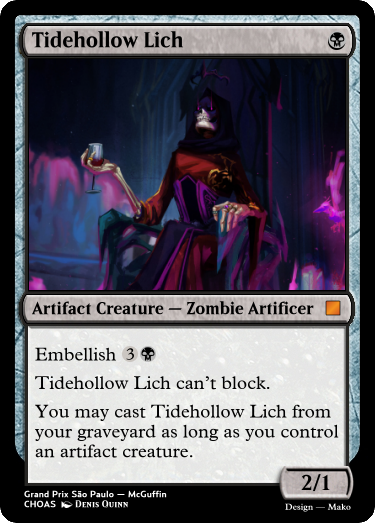 Tidehollow Lich
Artifact Creature — Zombie Artificer
Embellish 3
Tidehollow Lich can't block.
You may cast Tidehollow Lich from
your graveyard as long as you control
an artifact creature.
2/1
Grand Prix São Paulo — McGuffin
CHOAS DENIS QUINN
Design — Mako